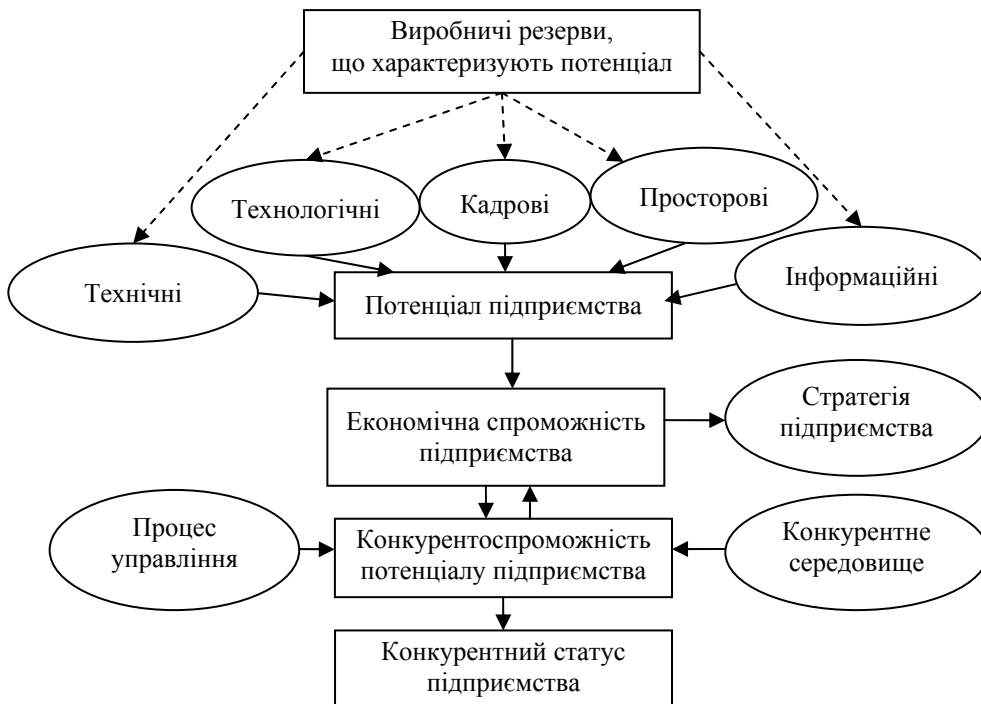 Виробничі резерви,
що характеризують потенціал
Технологічні
Кадрові
Просторові
Технічні
Інформаційні
Потенціал підприємства
Економічна спроможність
підприємства
Стратегія
підприємства
Процес
управління
Конкурентоспроможність
потенціалу підприємства
Конкурентне
середовище
Конкурентний статус
підприємства